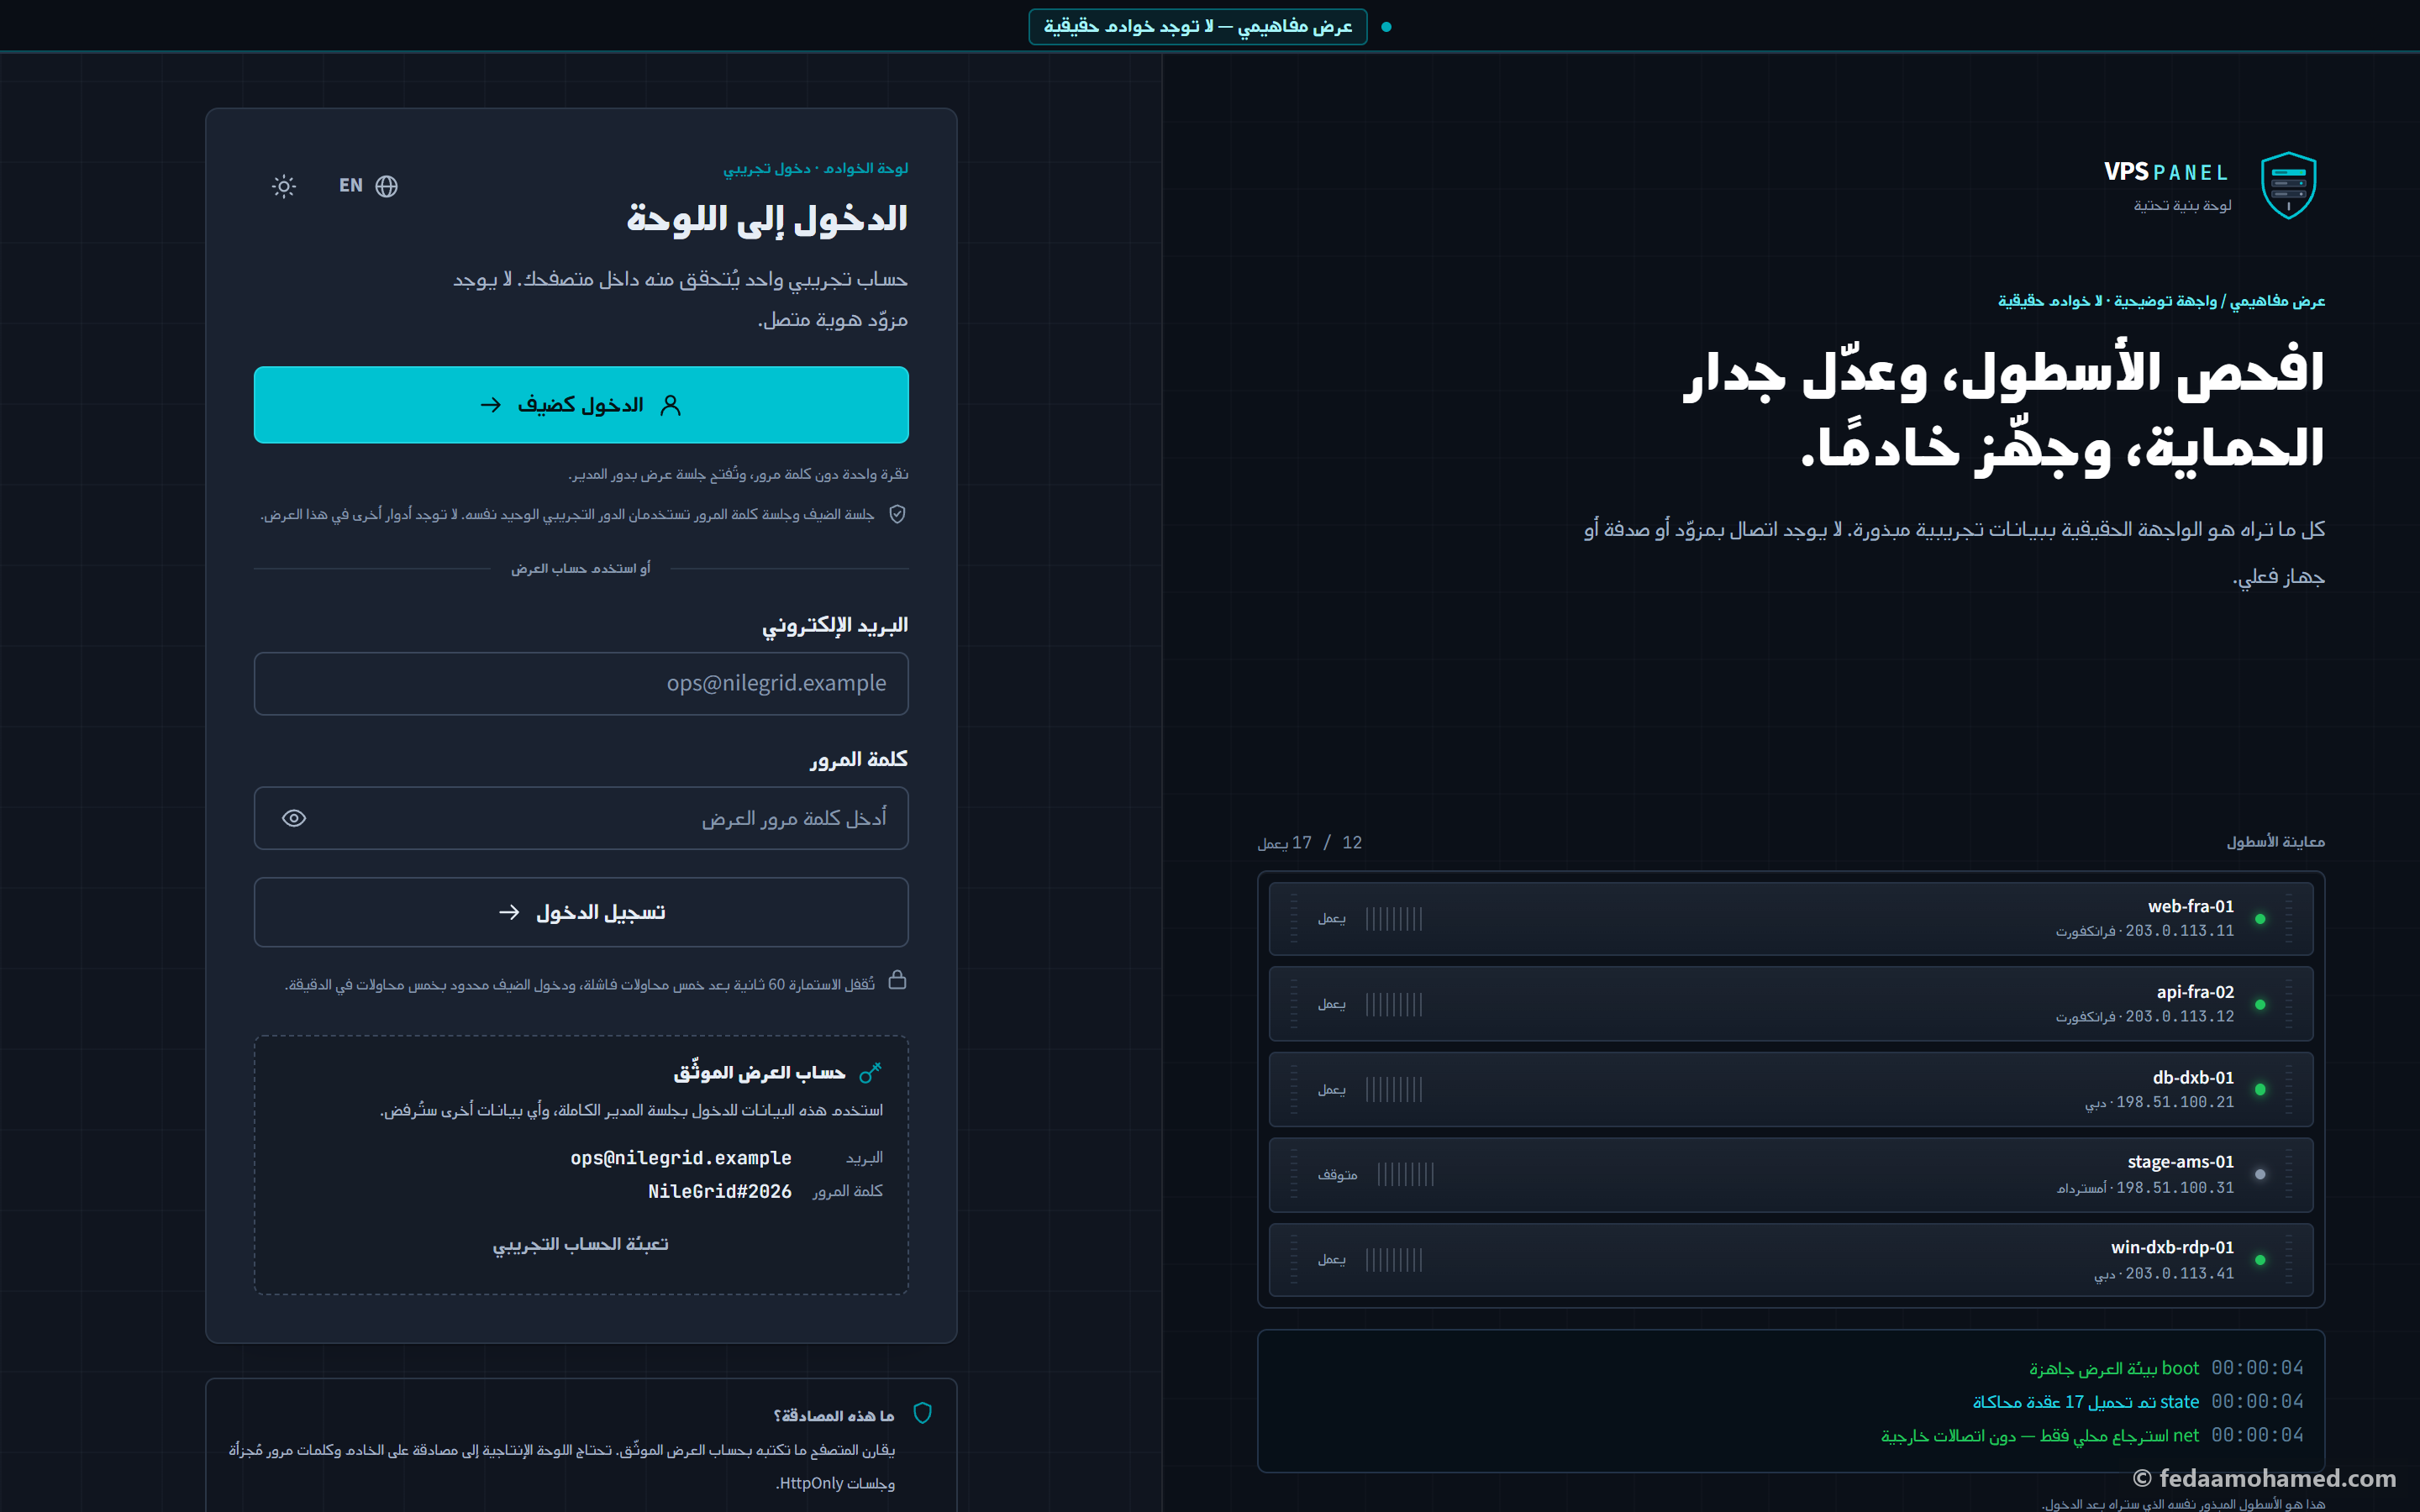 عرض مفاهيمي — لا توجد خوادم حقيقية
VPS PANEL
لوحة بنية تحتية
عرض مفاهيمي / واجهة توضيحية · لا خوادم حقيقية
افحص الأسطول، وعدّل جدار
الحماية، وجهّز خادمًا.
كل ما تراه هو الواجهة الحقيقية ببيانات تجريبية مبذورة. لا يوجد اتصال بمزوّد أو صدفة أو
جهاز فعلي.
معاينة الأسطول
12 / 17 يعمل
web-fra-01
203.0.113.11 · فرانكفورت
يعمل
api-fra-02
203.0.113.12 · فرانكفورت
يعمل
db-dxb-01
198.51.100.21 · دبي
يعمل
stage-ams-01
198.51.100.31 · أمستردام
متوقف
win-dxb-rdp-01
203.0.113.41 · دبي
يعمل
00:00:04 boot بيئة العرض جاهزة
00:00:04 state تم تحميل 17 عقدة محاكاة
00:00:04 net استرجاع محلي فقط — دون اتصالات خارجية
هذا هو الأسطول المبذور نفسه الذي ستراه بعد الدخول.
لوحة الخوادم · دخول تجريبي
EN
الدخول إلى اللوحة
حساب تجريبي واحد يُتحقق منه داخل متصفحك. لا يوجد
مزوّد هوية متصل.
الدخول كضيف
نقرة واحدة دون كلمة مرور، وتُفتح جلسة عرض بدور المدير.
جلسة الضيف وجلسة كلمة المرور تستخدمان الدور التجريبي الوحيد نفسه. لا توجد أدوار أخرى في هذا العرض.
أو استخدم حساب العرض
البريد الإلكتروني
ops@nilegrid.example
كلمة المرور
أدخل كلمة مرور العرض
تسجيل الدخول
تُقفل الاستمارة 60 ثانية بعد خمس محاولات فاشلة، ودخول الضيف محدود بخمس محاولات في الدقيقة.
حساب العرض الموثّق
استخدم هذه البيانات للدخول بجلسة المدير الكاملة، وأي بيانات أخرى ستُرفض.
البريد ops@nilegrid.example
كلمة المرور NileGrid#2026
تعبئة الحساب التجريبي
ما هذه المصادقة؟
يقارن المتصفح ما تكتبه بحساب العرض الموثّق. تحتاج اللوحة الإنتاجية إلى مصادقة على الخادم وكلمات مرور مُجزأة
وجلسات HttpOnly.
© fedaamohamed.com